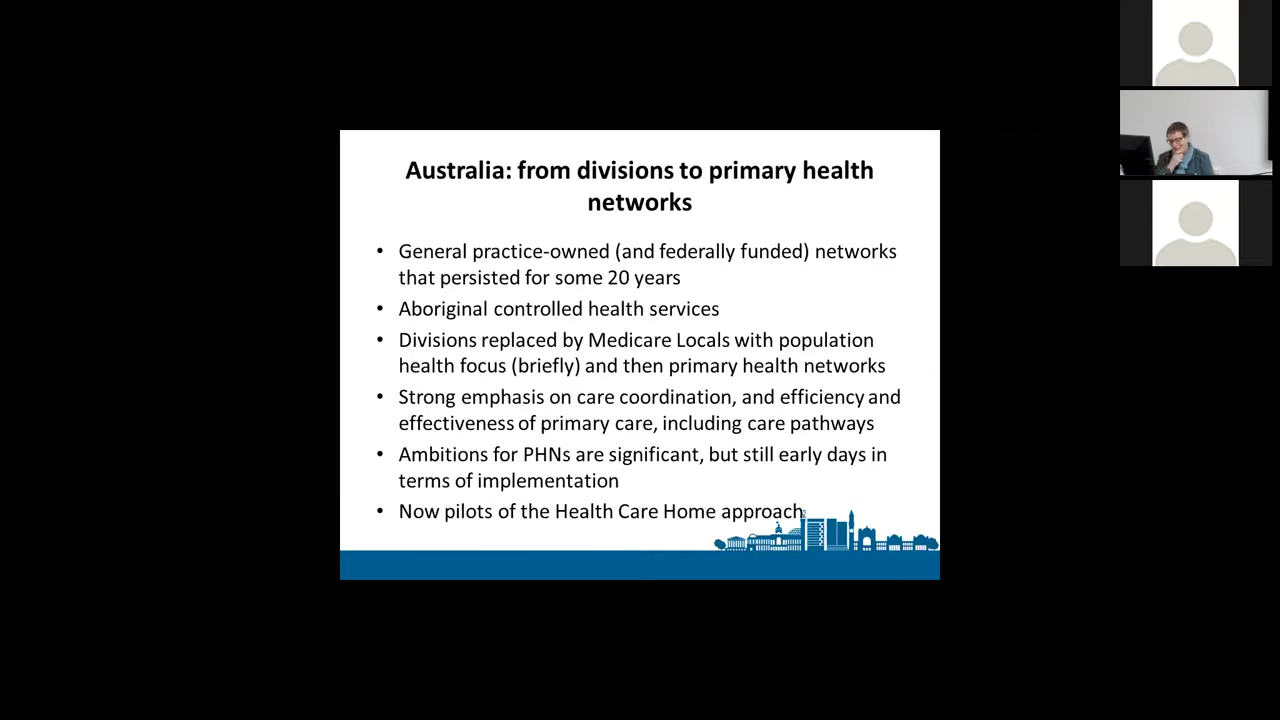 Australia: from divisions to primary health
networks
• General practice-owned (and federally funded) networks
that persisted for some 20 years
• Aboriginal controlled health services
• Divisions replaced by Medicare Locals with population
health focus (briefly) and then primary health networks
• Strong emphasis on care coordination, and efficiency and
effectiveness of primary care, including care pathways
• Ambitions for PHNs are significant, but still early days in
terms of implementation
• Now pilots of the Health Care Home approach